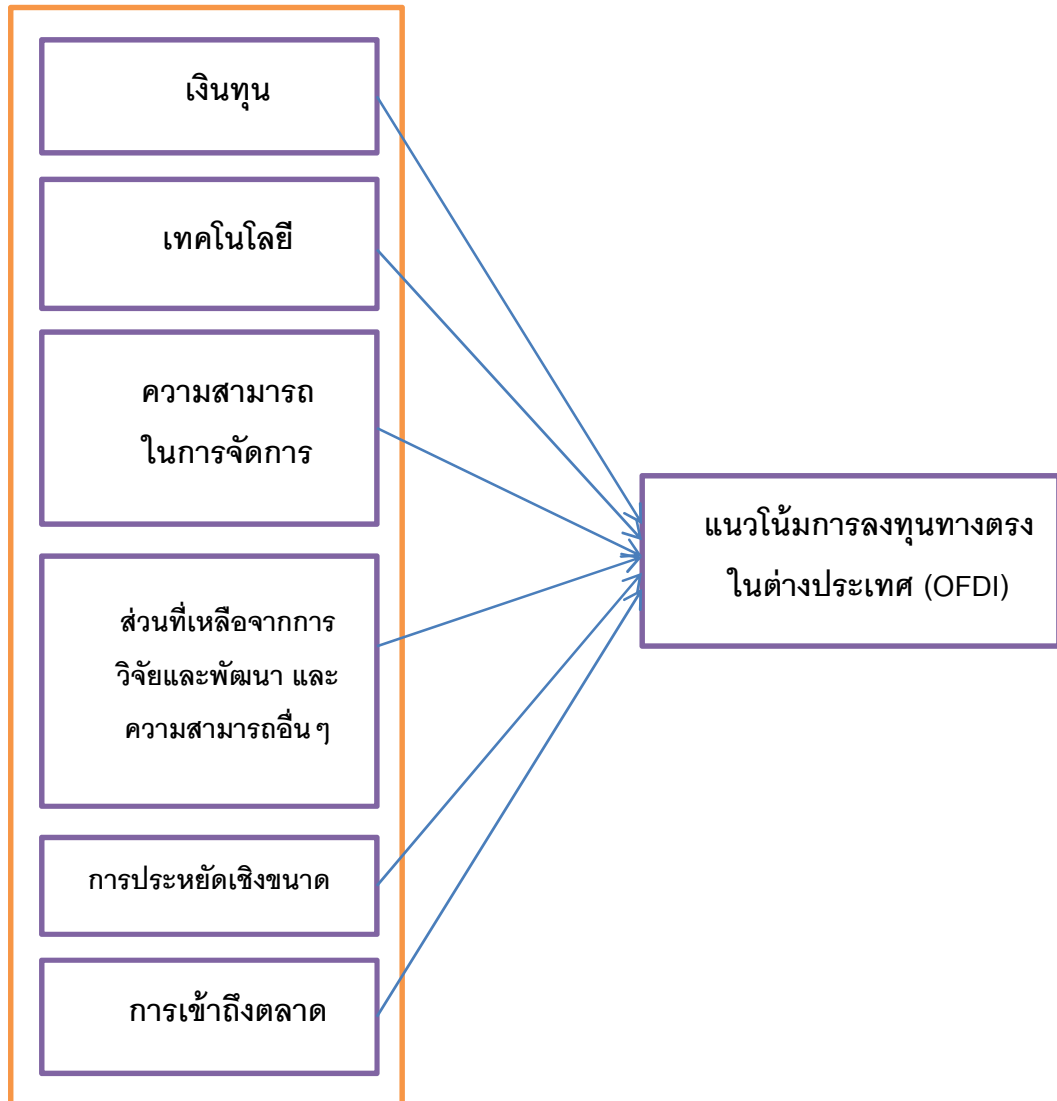 เงินทุน
เทคโนโลยี
ความสามารถ
ในการจัดการ
ส่วนที่เหลือจากการ
วิจัยและพัฒนา และ
ความสามารถอื่นๆ
การประหยัดเชิงขนาด
การเข้าถึงตลาด
แนวโน้มการลงทุนทางตรง
ในต่างประเทศ (OFDI)